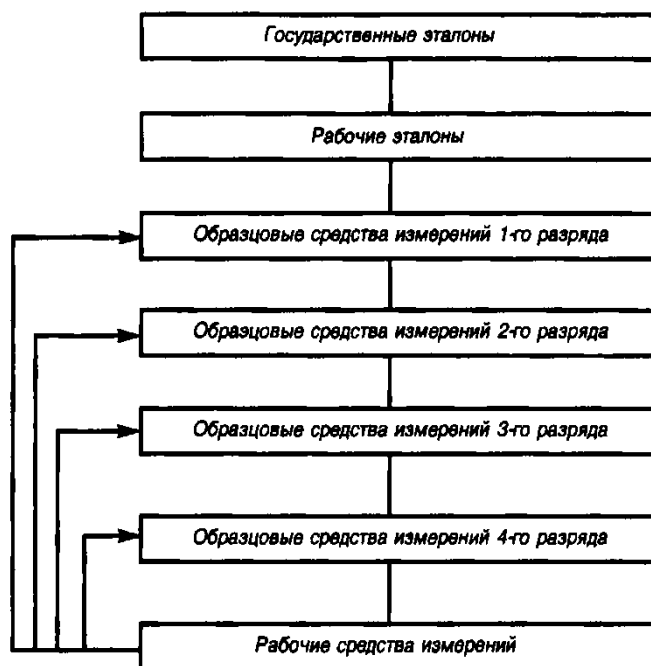 Государственные эталоны
Рабочие эталоны
Образцовые средства измерений 1-го разряда
Образцовые средства измерений 2-го разряда
Образцовые средства измерений 3-го разряда
Образцовые средства измерений 4-го разряда
Рабочие средства измерений